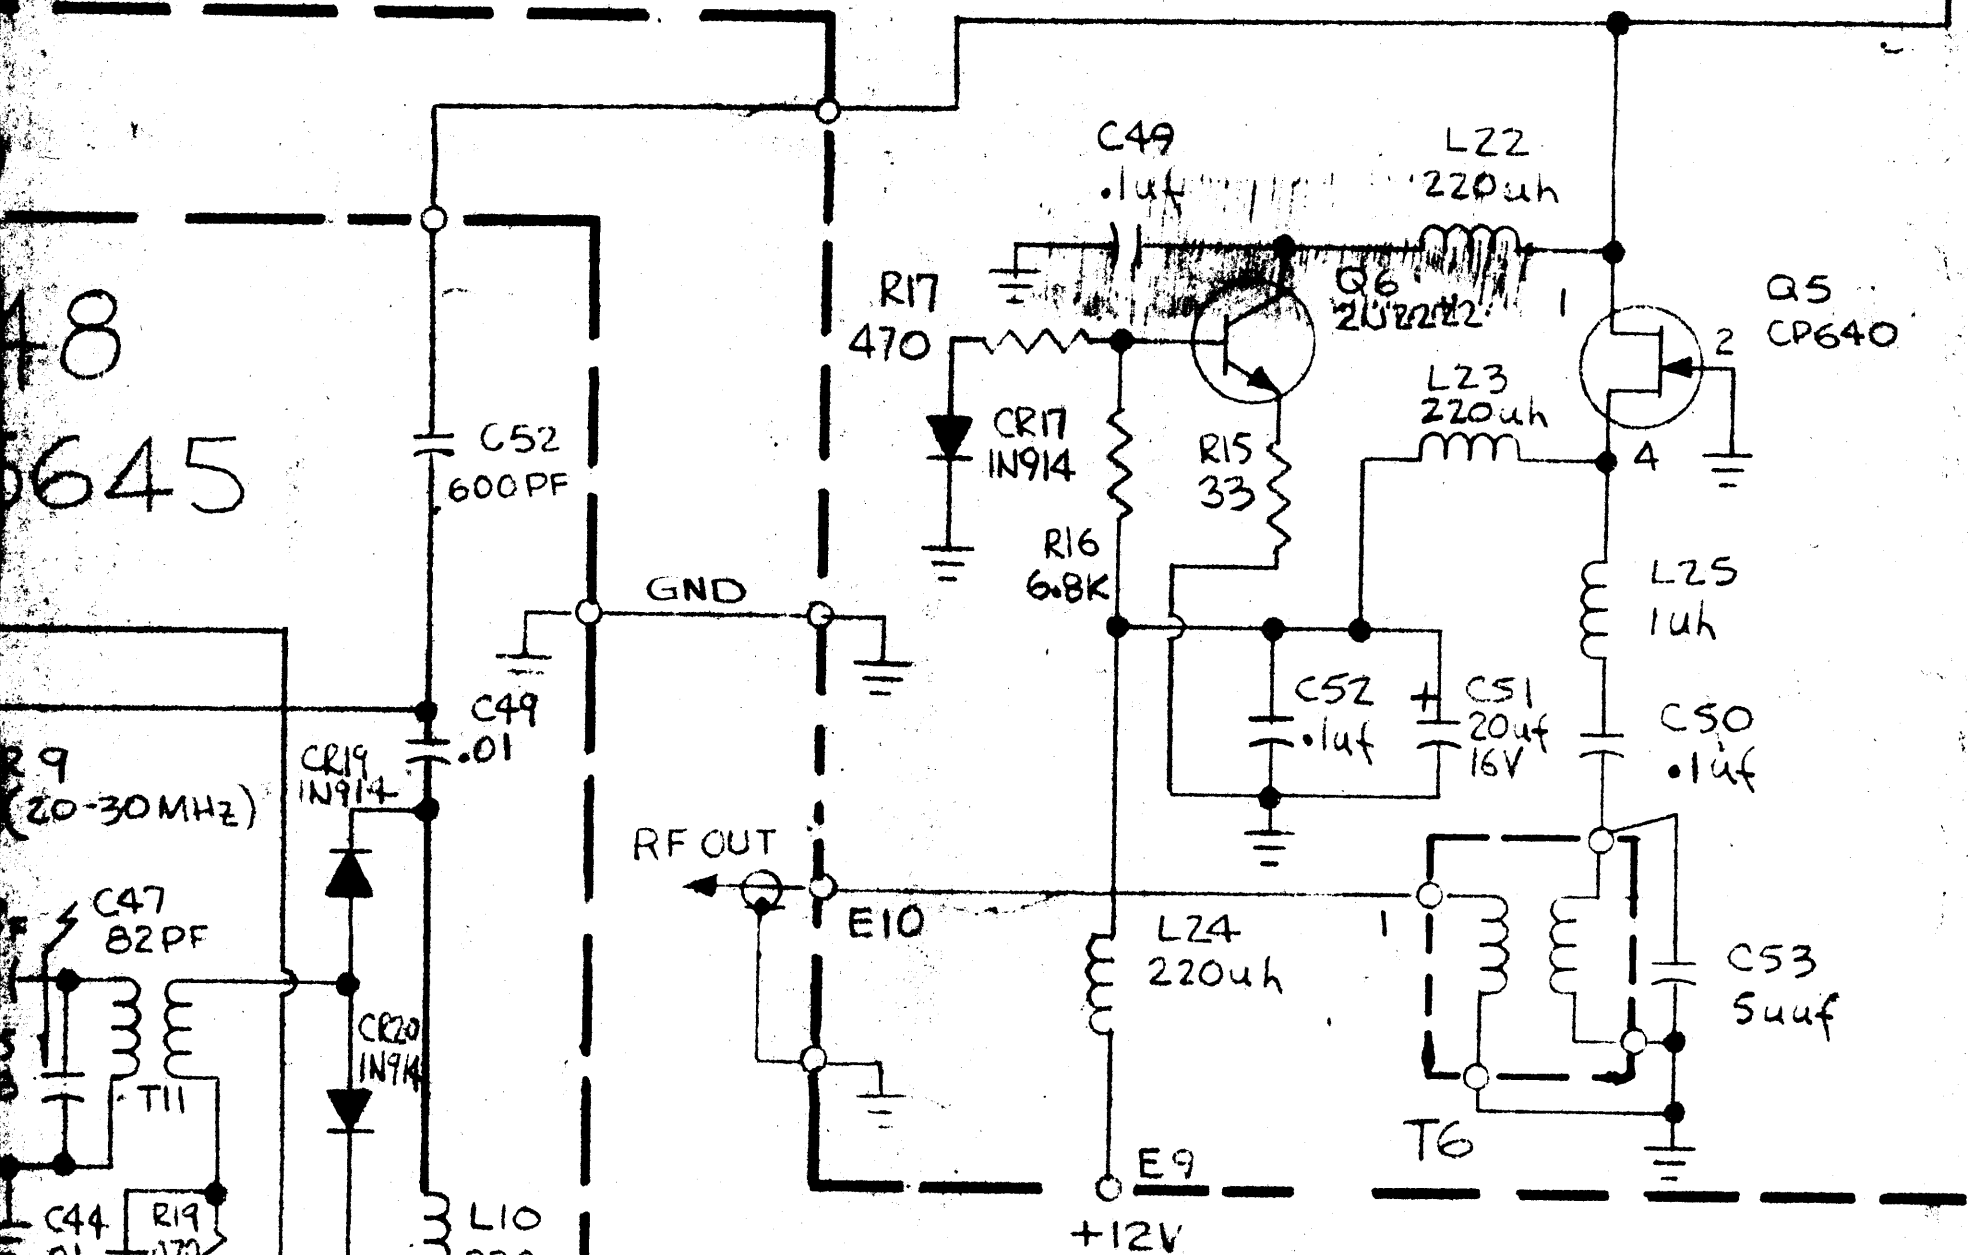 C49
.1uf
L22
220uh
Q6
2N2222
1
Q5
CP640
2
R17
470
48
L23
220uh
CR17
1N914
R15
33
4
C52
600PF
645
R16
6.8K
GND
L25
1uh
C52
.1uf
+
C51
20uf
16V
C50
.1uf
C49
.01
CR19
1N914
R9
(20-30MHz)
RF OUT
E10
1
C47
82PF
L24
220uh
C53
5uuf
CR20
1N914
T11
T6
E9
+12V
C44
R19
L10